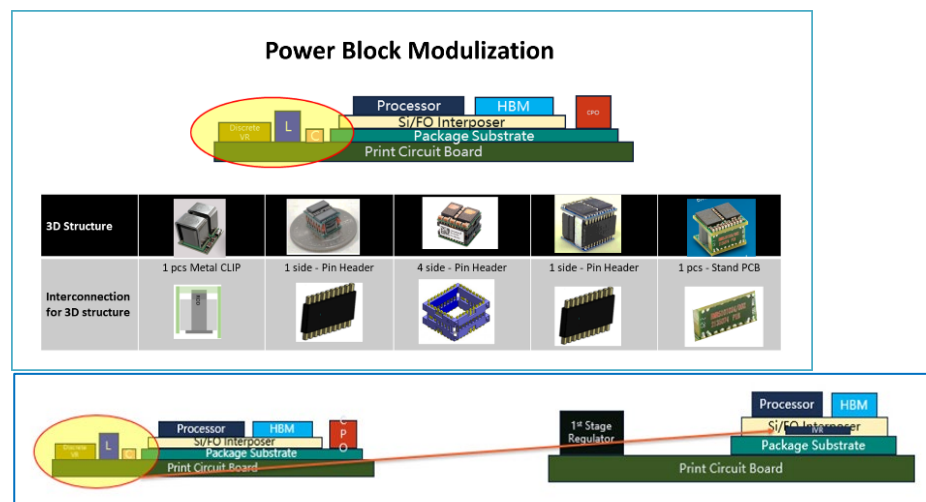 Power Block Modulization
Processor
HBM
CPO
Si/FO Interposer
Discrete
VR
L
C
Package Substrate
Print Circuit Board
3D Structure
1 pcs Metal CLIP
1 side - Pin Header
4 side - Pin Header
1 side - Pin Header
1 pcs - Stand PCB
Interconnection
for 3D structure
Processor
HBM
C
P
O
Si/FO Interposer
Discrete
VR
L
C
Package Substrate
Print Circuit Board
1st Stage
Regulator
Processor
HBM
Si/FO Interposer
IVR
Package Substrate
Print Circuit Board